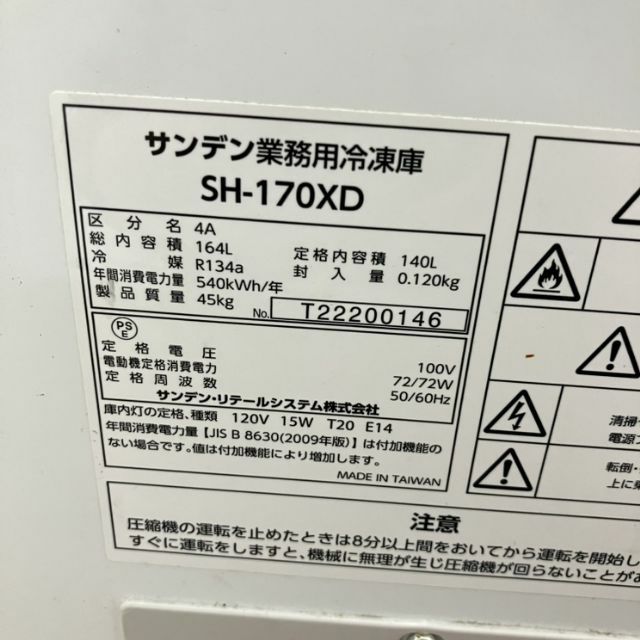 サンデン業務用冷凍庫
SH-170XD
区分名 4A
総内容積 164L 定格内容積 140L
冷媒 R134a 封入量 0.120kg
年間消費電力量 540kWh/年
製品質量 45kg No. T22200146
PS
E
定格電圧 100V
電動機定格消費電力 72/72W
定格周波数 50/60Hz
サンデン・リテールシステム株式会社
庫内灯の定格、種類 120V 15W T20 E14
年間消費電力量【JIS B 8630(2009年版)】は付加機能の
ない場合です。値は付加機能により増加します。
MADE IN TAIWAN
清掃
電源
転倒・
上に乗
注意
圧縮機の運転を止めたときは8分以上間をおいてから運転を開始し
すぐに運転をしますと、機械に無理が生じ圧縮機が回らないことがあ